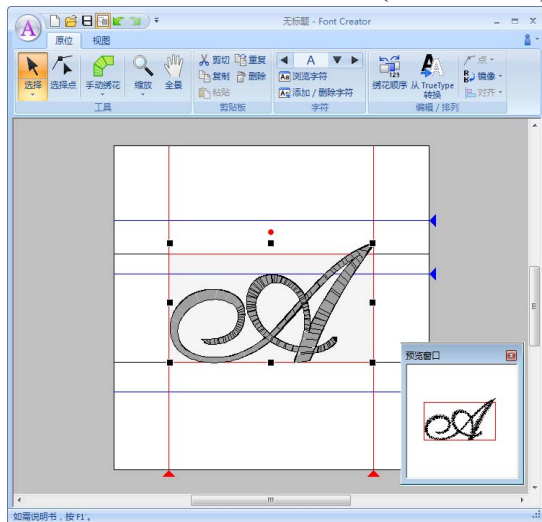 无标题 - Font Creator
原位 视图
选择 选择点 手动绣花 缩放 全景
工具
剪切 重复
复制 删除
粘贴
剪贴板
A
浏览字符
添加 / 删除字符
字符
绣花顺序 从 TrueType 转换
点
镜像
对齐
编辑 / 排列
A
预览窗口
A
如需说明书，按 F1。